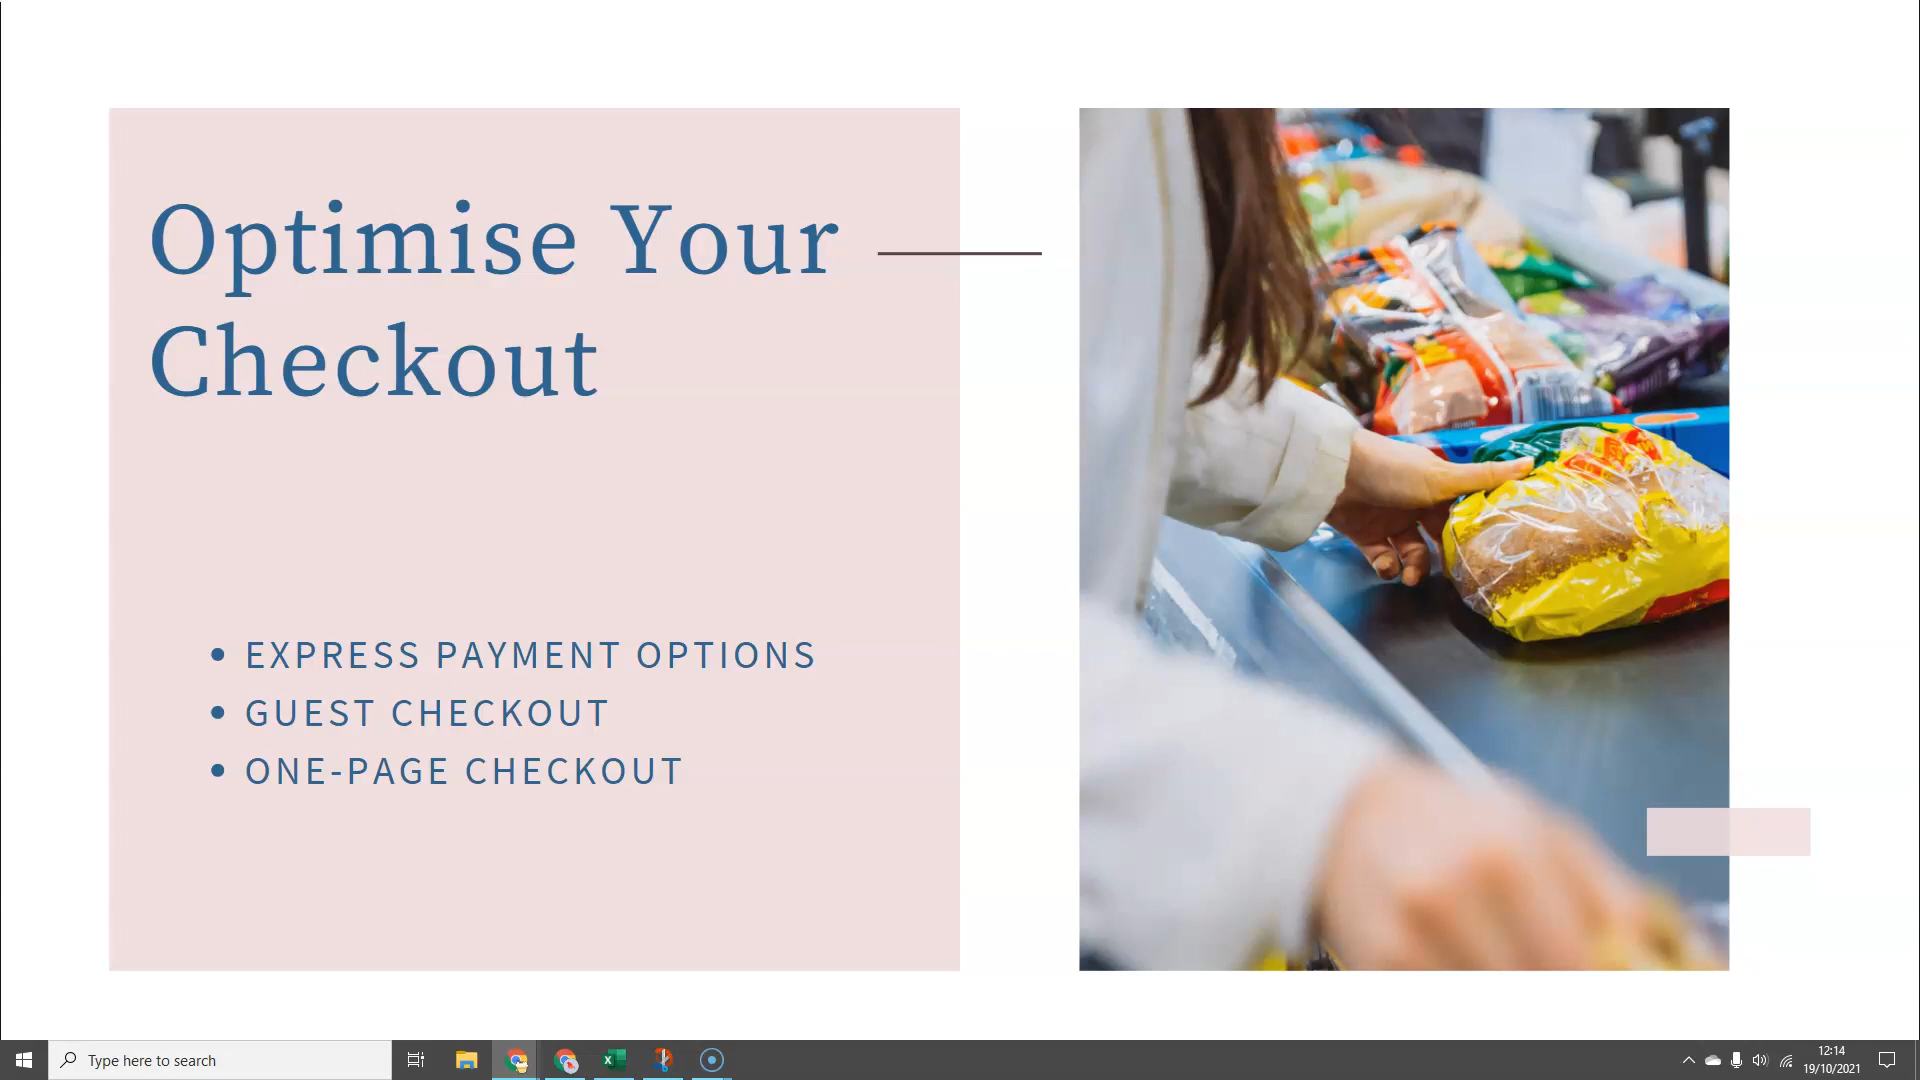 Optimise Your
Checkout
• EXPRESS PAYMENT OPTIONS
• GUEST CHECKOUT
• ONE-PAGE CHECKOUT
Type here to search
12:14
19/10/2021